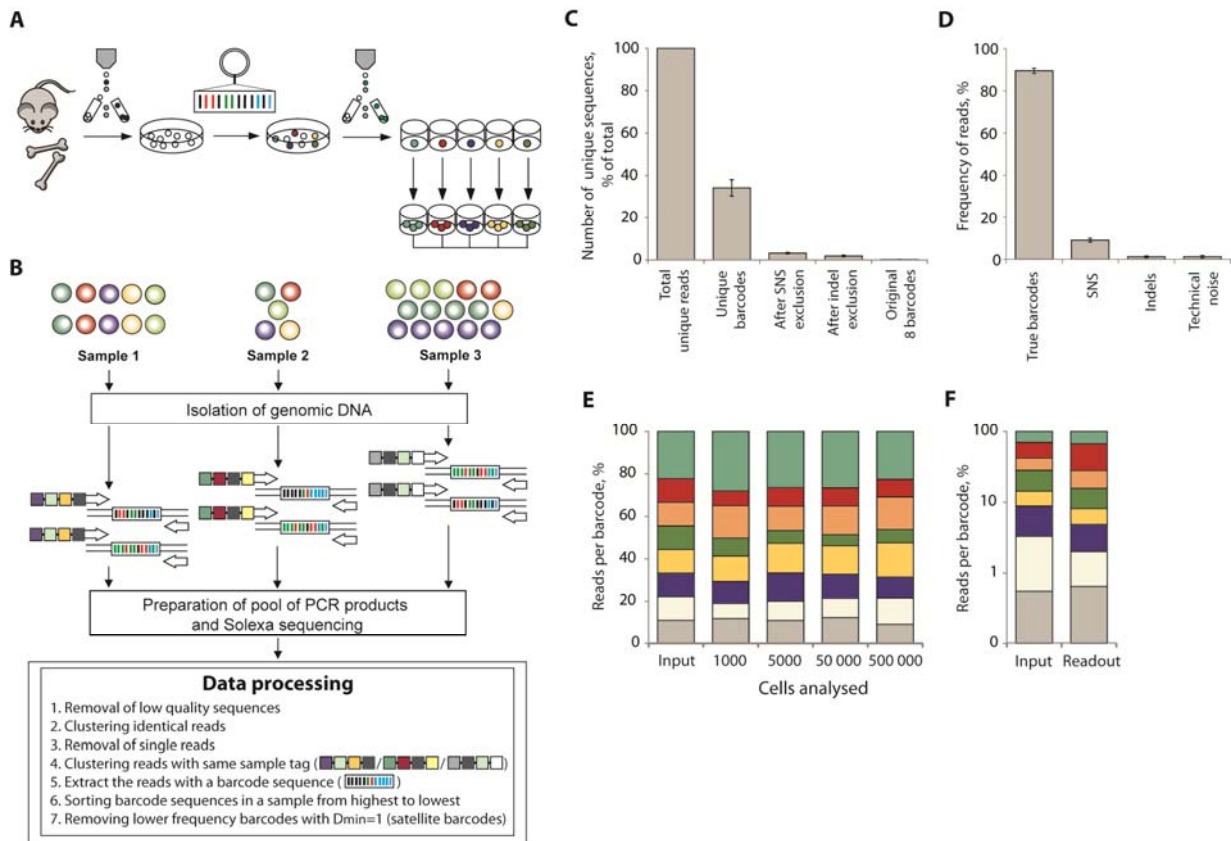 A
B
Sample 1
Sample 2
Sample 3
Isolation of genomic DNA
Preparation of pool of PCR products
and Solexa sequencing
Data processing
1. Removal of low quality sequences
2. Clustering identical reads
3. Removal of single reads
4. Clustering reads with same sample tag ( / / )
5. Extract the reads with a barcode sequence ( )
6. Sorting barcode sequences in a sample from highest to lowest
7. Removing lower frequency barcodes with Dmin=1 (satellite barcodes)
C
Number of unique sequences,
% of total
100
80
60
40
20
0
Total
unique reads
Unique
barcodes
After SNS
exclusion
After indel
exclusion
Original
8 barcodes
D
Frequency of reads, %
100
80
60
40
20
0
True barcodes
SNS
Indels
Technical
noise
E
Reads per barcode, %
100
80
60
40
20
0
Input
1000
5000
50 000
500 000
Cells analysed
F
Reads per barcode, %
100
10
1
0
Input
Readout